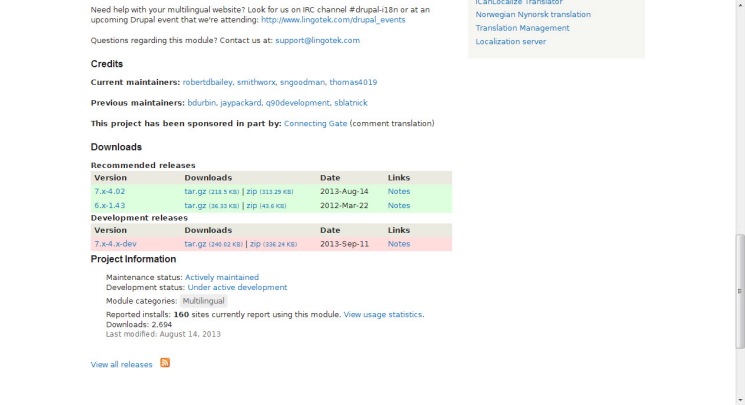 Need help with your multilingual website? Look for us on IRC channel #drupal-i18n or at an
upcoming Drupal event that we're attending: http://www.lingotek.com/drupal_events
Questions regarding this module? Contact us at: support@lingotek.com
Credits
Current maintainers: robertdbailey, smithworx, sngoodman, thomas4019
Previous maintainers: bdurbin, jaypackard, q90development, sblatnick
This project has been sponsored in part by: Connecting Gate (comment translation)
Downloads
Recommended releases
Version Downloads Date Links
7.x-4.02 tar.gz (218.5 KB) | zip (313.29 KB) 2013-Aug-14 Notes
6.x-1.43 tar.gz (36.33 KB) | zip (43.6 KB) 2012-Mar-22 Notes
Development releases
Version Downloads Date Links
7.x-4.x-dev tar.gz (240.02 KB) | zip (336.24 KB) 2013-Sep-11 Notes
Project Information
Maintenance status: Actively maintained
Development status: Under active development
Module categories: Multilingual
Reported installs: 160 sites currently report using this module. View usage statistics.
Downloads: 2,694
Last modified: August 14, 2013
View all releases
iCanLocalize Translator
Norwegian Nynorsk translation
Translation Management
Localization server